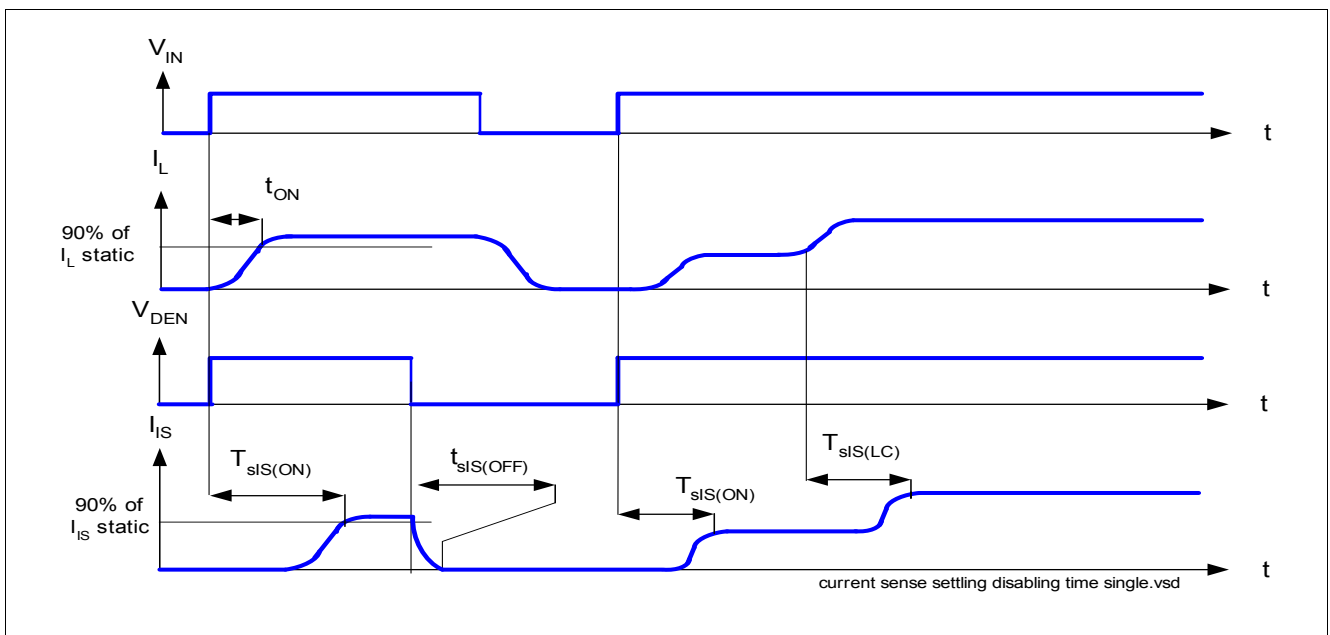 V_IN
t
I_L
t_ON
90% of
I_L static
t
V_DEN
t
I_IS
T_sIS(ON)
t_sIS(OFF)
T_sIS(ON)
T_sIS(LC)
90% of
I_IS static
t
current sense settling disabling time single.vsd